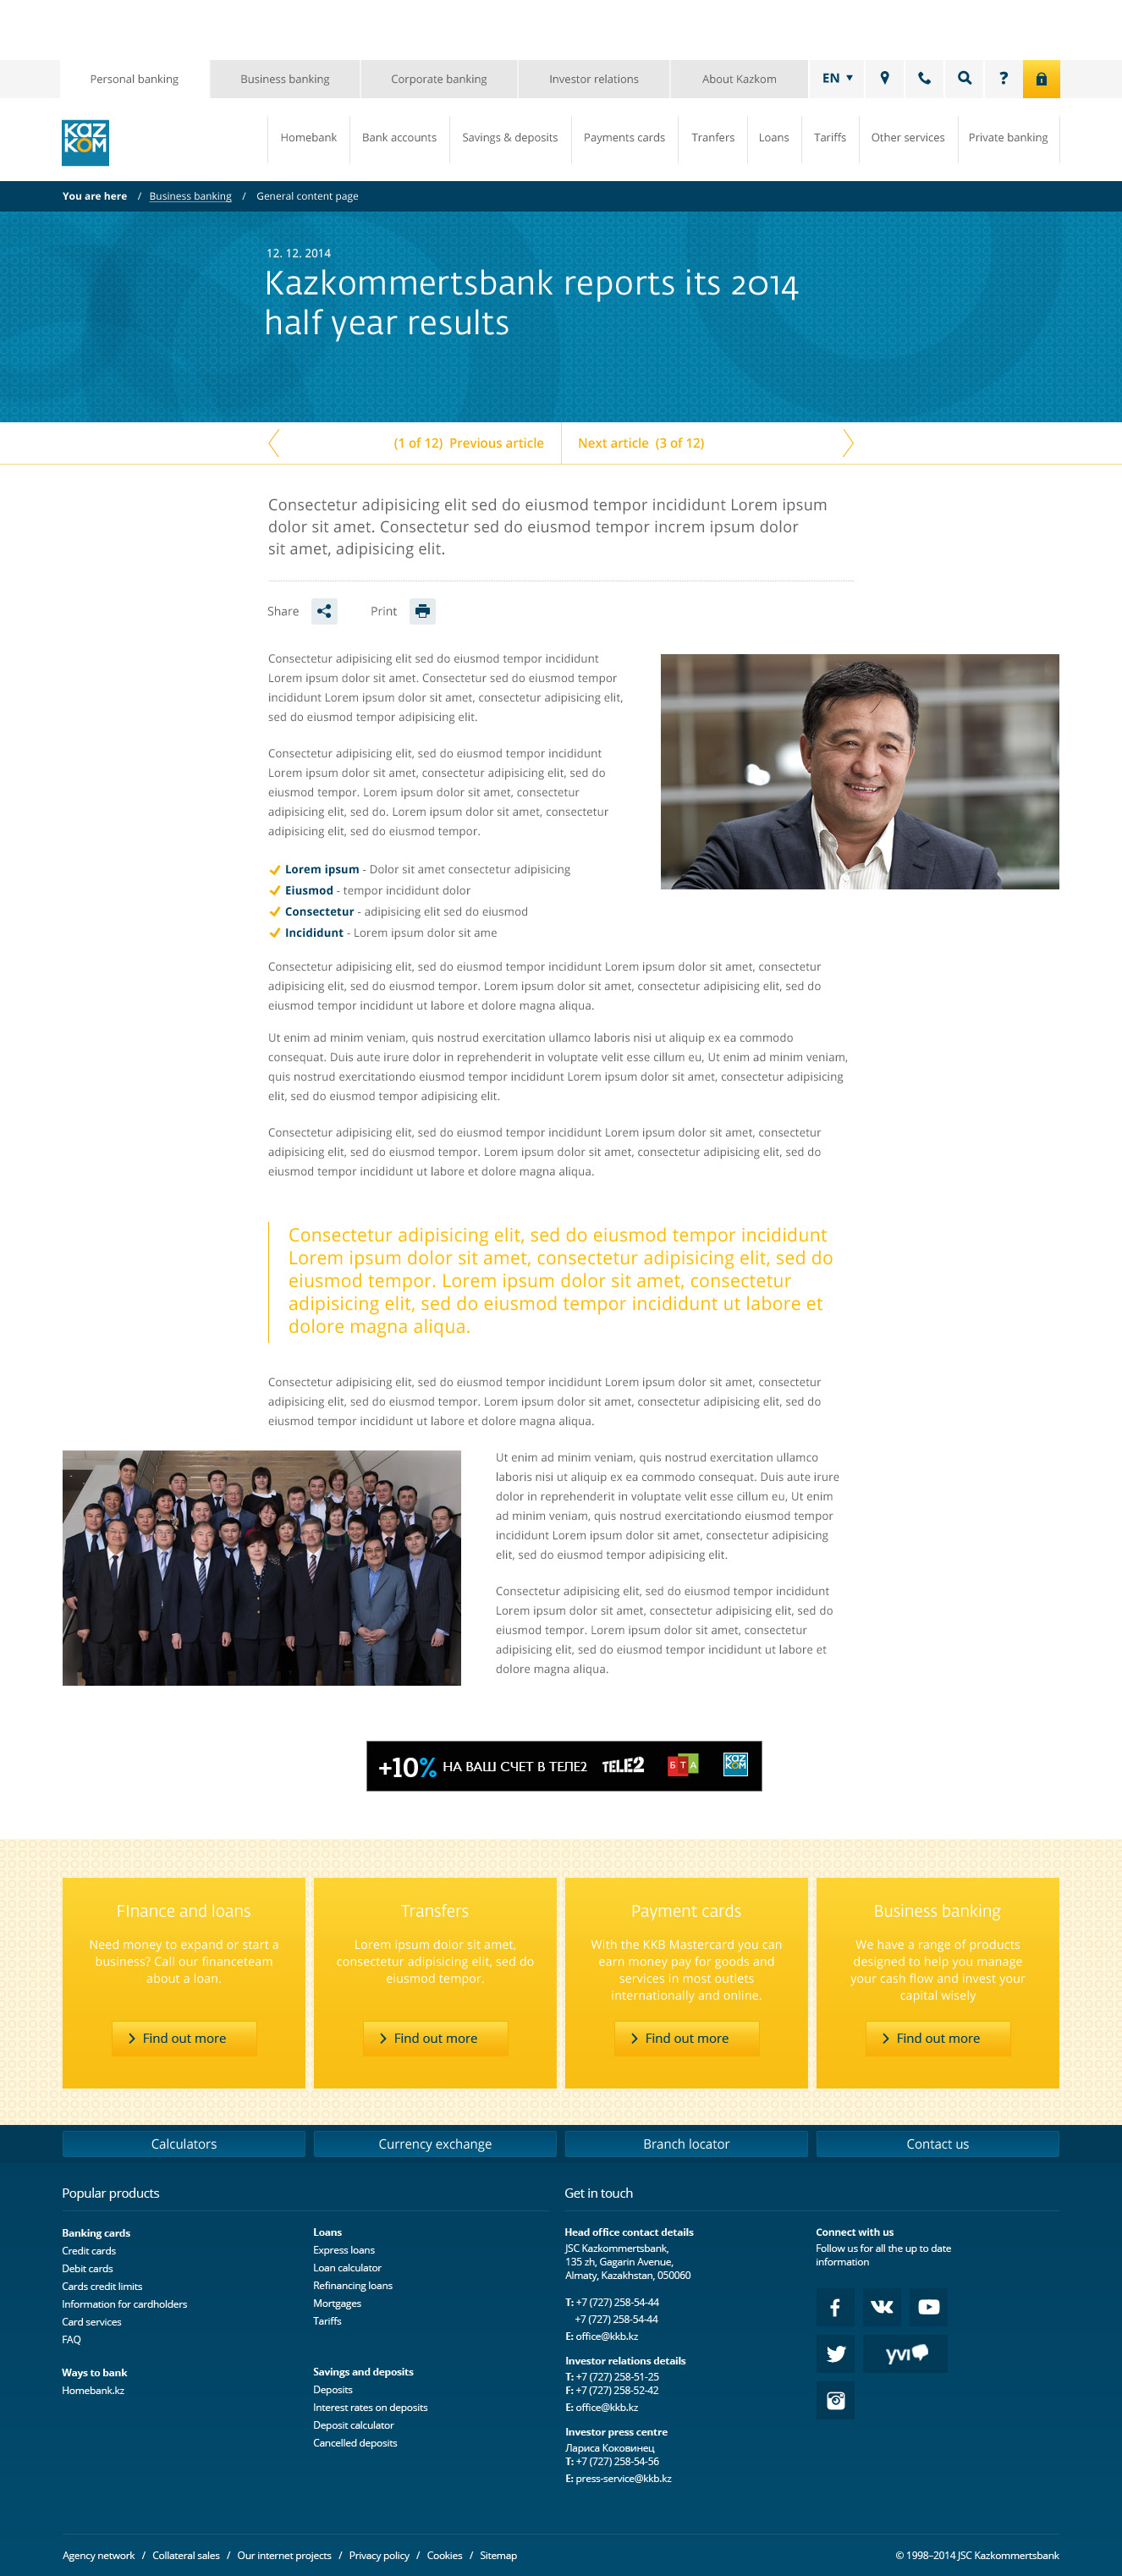 Personal banking
Business banking
Corporate banking
Investor relations
About Kazkom
EN
KAZ
KOM
Homebank
Bank accounts
Savings & deposits
Payments cards
Tranfers
Loans
Tariffs
Other services
Private banking
You are here / Business banking / General content page
12. 12. 2014
Kazkommertsbank reports its 2014
half year results
(1 of 12) Previous article
Next article (3 of 12)
Consectetur adipisicing elit sed do eiusmod tempor incididunt Lorem ipsum
dolor sit amet. Consectetur sed do eiusmod tempor increm ipsum dolor
sit amet, adipisicing elit.
Share
Print
Consectetur adipisicing elit sed do eiusmod tempor incididunt
Lorem ipsum dolor sit amet. Consectetur sed do eiusmod tempor
incididunt Lorem ipsum dolor sit amet, consectetur adipisicing elit,
sed do eiusmod tempor adipisicing elit.
Consectetur adipisicing elit, sed do eiusmod tempor incididunt
Lorem ipsum dolor sit amet, consectetur adipisicing elit, sed do
eiusmod tempor. Lorem ipsum dolor sit amet, consectetur
adipisicing elit, sed do. Lorem ipsum dolor sit amet, consectetur
adipisicing elit, sed do eiusmod tempor.
Lorem ipsum - Dolor sit amet consectetur adipisicing
Eiusmod - tempor incididunt dolor
Consectetur - adipisicing elit sed do eiusmod
Incididunt - Lorem ipsum dolor sit ame
Consectetur adipisicing elit, sed do eiusmod tempor incididunt Lorem ipsum dolor sit amet, consectetur
adipisicing elit, sed do eiusmod tempor. Lorem ipsum dolor sit amet, consectetur adipisicing elit, sed do
eiusmod tempor incididunt ut labore et dolore magna aliqua.
Ut enim ad minim veniam, quis nostrud exercitation ullamco laboris nisi ut aliquip ex ea commodo
consequat. Duis aute irure dolor in reprehenderit in voluptate velit esse cillum eu, Ut enim ad minim veniam,
quis nostrud exercitationdo eiusmod tempor incididunt Lorem ipsum dolor sit amet, consectetur adipisicing
elit, sed do eiusmod tempor adipisicing elit.
Consectetur adipisicing elit, sed do eiusmod tempor incididunt Lorem ipsum dolor sit amet, consectetur
adipisicing elit, sed do eiusmod tempor. Lorem ipsum dolor sit amet, consectetur adipisicing elit, sed do
eiusmod tempor incididunt ut labore et dolore magna aliqua.
Consectetur adipisicing elit, sed do eiusmod tempor incididunt
Lorem ipsum dolor sit amet, consectetur adipisicing elit, sed do
eiusmod tempor. Lorem ipsum dolor sit amet, consectetur
adipisicing elit, sed do eiusmod tempor incididunt ut labore et
dolore magna aliqua.
Consectetur adipisicing elit, sed do eiusmod tempor incididunt Lorem ipsum dolor sit amet, consectetur
adipisicing elit, sed do eiusmod tempor. Lorem ipsum dolor sit amet, consectetur adipisicing elit, sed do
eiusmod tempor incididunt ut labore et dolore magna aliqua.
Ut enim ad minim veniam, quis nostrud exercitation ullamco
laboris nisi ut aliquip ex ea commodo consequat. Duis aute irure
dolor in reprehenderit in voluptate velit esse cillum eu, Ut enim
ad minim veniam, quis nostrud exercitationdo eiusmod tempor
incididunt Lorem ipsum dolor sit amet, consectetur adipisicing
elit, sed do eiusmod tempor adipisicing elit.
Consectetur adipisicing elit, sed do eiusmod tempor incididunt
Lorem ipsum dolor sit amet, consectetur adipisicing elit, sed do
eiusmod tempor. Lorem ipsum dolor sit amet, consectetur
adipisicing elit, sed do eiusmod tempor incididunt ut labore et
dolore magna aliqua.
+10% НА ВАШ СЧЕТ В ТЕЛЕ2 TELE2 БТА KAZ KOM
FInance and loans
Need money to expand or start a
business? Call our financeteam
about a loan.
Find out more
Transfers
Lorem ipsum dolor sit amet,
consectetur adipisicing elit, sed do
eiusmod tempor.
Find out more
Payment cards
With the KKB Mastercard you can
earn money pay for goods and
services in most outlets
internationally and online.
Find out more
Business banking
We have a range of products
designed to help you manage
your cash flow and invest your
capital wisely
Find out more
Calculators
Currency exchange
Branch locator
Contact us
Popular products
Banking cards
Credit cards
Debit cards
Cards credit limits
Information for cardholders
Card services
FAQ
Ways to bank
Homebank.kz
Loans
Express loans
Loan calculator
Refinancing loans
Mortgages
Tariffs
Savings and deposits
Deposits
Interest rates on deposits
Deposit calculator
Cancelled deposits
Get in touch
Head office contact details
JSC Kazkommertsbank,
135 zh, Gagarin Avenue,
Almaty, Kazakhstan, 050060
T: +7 (727) 258-54-44
+7 (727) 258-54-44
E: office@kkb.kz
Investor relations details
T: +7 (727) 258-51-25
F: +7 (727) 258-52-42
E: office@kkb.kz
Investor press centre
Лариса Коковинец
T: +7 (727) 258-54-56
E: press-service@kkb.kz
Connect with us
Follow us for all the up to date
information
yvi
Agency network / Collateral sales / Our internet projects / Privacy policy / Cookies / Sitemap
© 1998–2014 JSC Kazkommertsbank